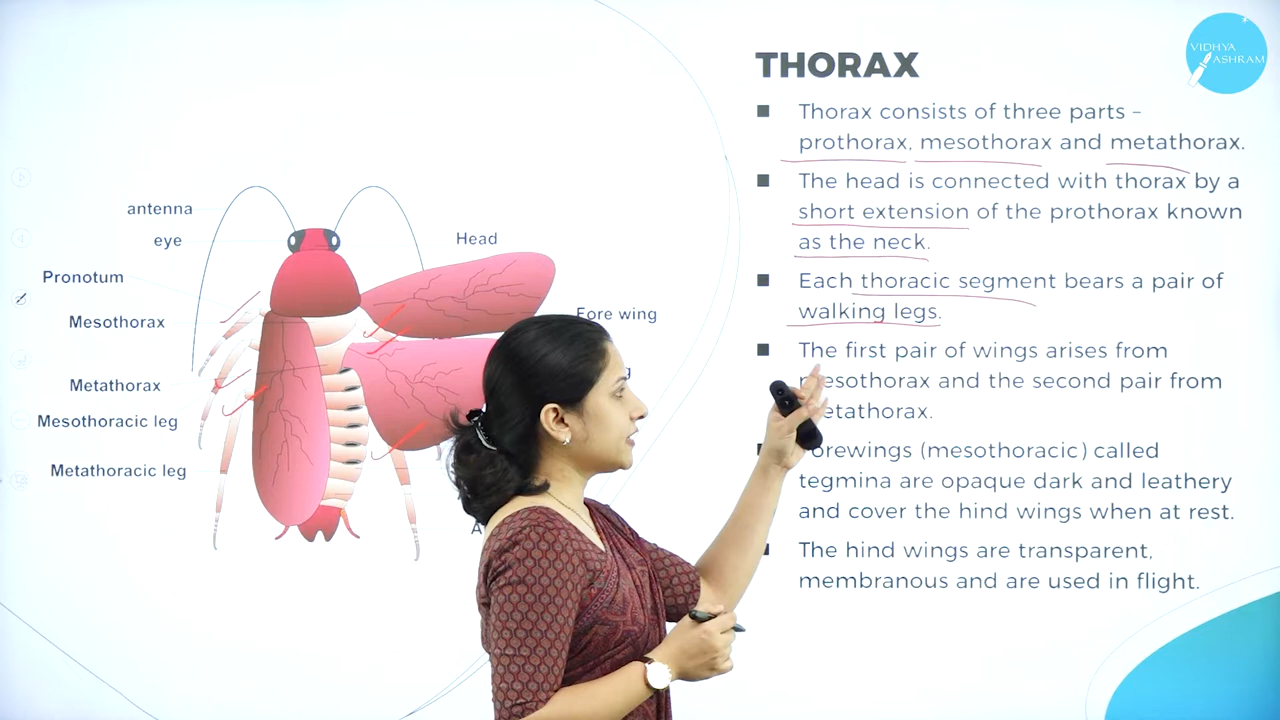 VIDHYA
ASHRAM
THORAX
Thorax consists of three parts –
prothorax, mesothorax and metathorax.
The head is connected with thorax by a
short extension of the prothorax known
as the neck.
Each thoracic segment bears a pair of
walking legs.
The first pair of wings arises from
mesothorax and the second pair from
metathorax.
Forewings (mesothoracic) called
tegmina are opaque dark and leathery
and cover the hind wings when at rest.
The hind wings are transparent,
membranous and are used in flight.
antenna
eye
Head
Pronotum
Fore wing
Mesothorax
Metathorax
Mesothoracic leg
Metathoracic leg